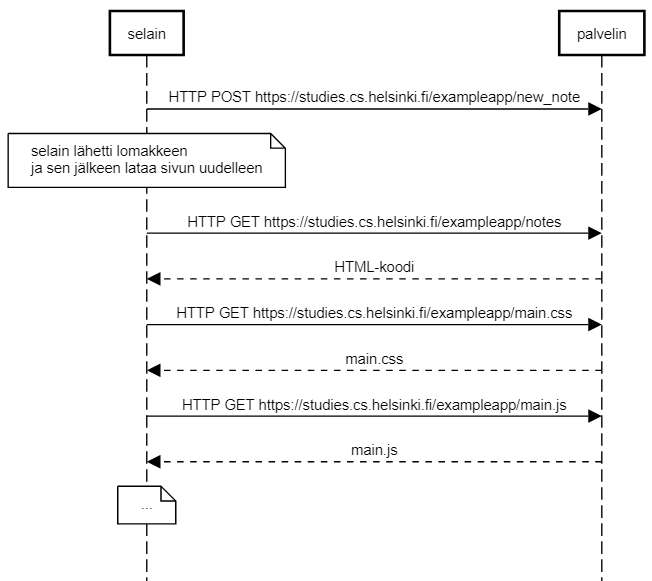 selain
palvelin
HTTP POST https://studies.cs.helsinki.fi/exampleapp/new_note
selain lähetti lomakkeen
ja sen jälkeen lataa sivun uudelleen
HTTP GET https://studies.cs.helsinki.fi/exampleapp/notes
HTML-koodi
HTTP GET https://studies.cs.helsinki.fi/exampleapp/main.css
main.css
HTTP GET https://studies.cs.helsinki.fi/exampleapp/main.js
main.js
...